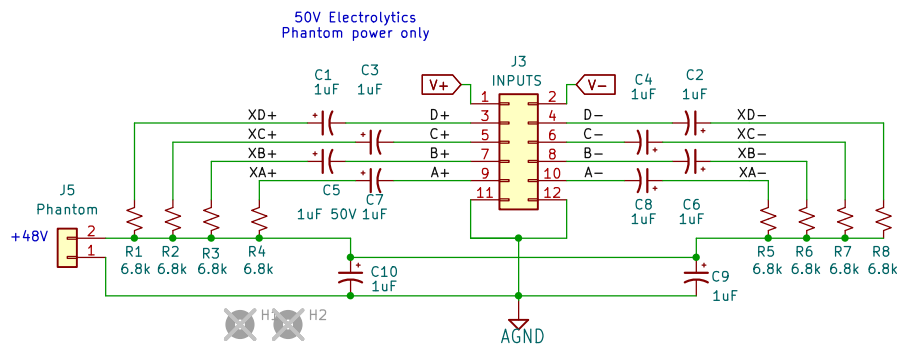 50V Electrolytics
Phantom power only
J3
INPUTS
C1
1uF
C3
1uF
C4
1uF
C2
1uF
V+
V−
1
2
XD+
D+
3
4
D−
XD−
XC+
C+
5
6
C−
XC−
XB+
B+
7
8
B−
XB−
XA+
A+
9
10
A−
XA−
11
12
C5
1uF 50V
C7
1uF
C8
1uF
C6
1uF
J5
Phantom
+48V
2
1
R1
6.8k
R2
6.8k
R3
6.8k
R4
6.8k
R5
6.8k
R6
6.8k
R7
6.8k
R8
6.8k
C10
1uF
C9
1uF
H1
H2
AGND